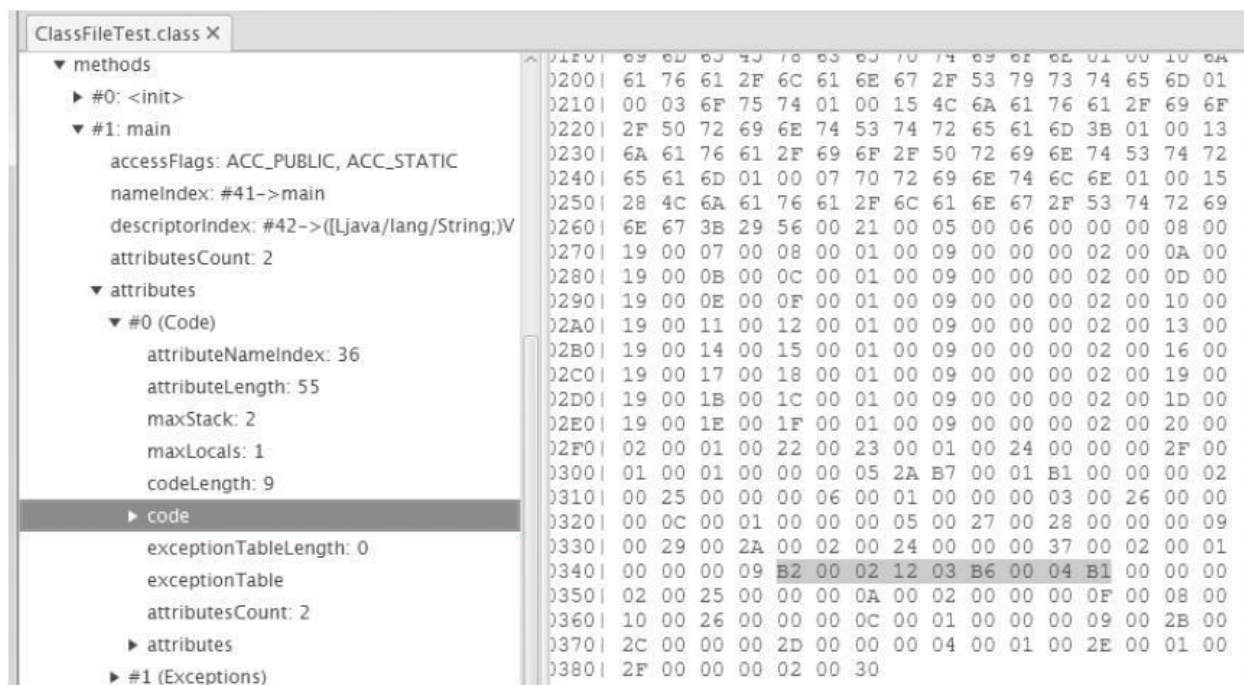 ClassFileTest.class ×
▼ methods
▶ #0: <init>
▼ #1: main
accessFlags: ACC_PUBLIC, ACC_STATIC
nameIndex: #41->main
descriptorIndex: #42->([Ljava/lang/String;)V
attributesCount: 2
▼ attributes
▼ #0 (Code)
attributeNameIndex: 36
attributeLength: 55
maxStack: 2
maxLocals: 1
codeLength: 9
▶ code
exceptionTableLength: 0
exceptionTable
attributesCount: 2
▶ attributes
▶ #1 (Exceptions)
01F0| 69 6D 65 45 78 63 65 70 74 69 6F 6E 01 00 10 6A
0200| 61 76 61 2F 6C 61 6E 67 2F 53 79 73 74 65 6D 01
0210| 00 03 6F 75 74 01 00 15 4C 6A 61 76 61 2F 69 6F
0220| 2F 50 72 69 6E 74 53 74 72 65 61 6D 3B 01 00 13
0230| 6A 61 76 61 2F 69 6F 2F 50 72 69 6E 74 53 74 72
0240| 65 61 6D 01 00 07 70 72 69 6E 74 6C 6E 01 00 15
0250| 28 4C 6A 61 76 61 2F 6C 61 6E 67 2F 53 74 72 69
0260| 6E 67 3B 29 56 00 21 00 05 00 06 00 00 00 08 00
0270| 19 00 07 00 08 00 01 00 09 00 00 00 02 00 0A 00
0280| 19 00 0B 00 0C 00 01 00 09 00 00 00 02 00 0D 00
0290| 19 00 0E 00 0F 00 01 00 09 00 00 00 02 00 10 00
02A0| 19 00 11 00 12 00 01 00 09 00 00 00 02 00 13 00
02B0| 19 00 14 00 15 00 01 00 09 00 00 00 02 00 16 00
02C0| 19 00 17 00 18 00 01 00 09 00 00 00 02 00 19 00
02D0| 19 00 1B 00 1C 00 01 00 09 00 00 00 02 00 1D 00
02E0| 19 00 1E 00 1F 00 01 00 09 00 00 00 02 00 20 00
02F0| 02 00 01 00 22 00 23 00 01 00 24 00 00 00 2F 00
0300| 01 00 01 00 00 00 05 2A B7 00 01 B1 00 00 00 02
0310| 00 25 00 00 00 06 00 01 00 00 00 03 00 26 00 00
0320| 00 0C 00 01 00 00 00 05 00 27 00 28 00 00 00 09
0330| 00 29 00 2A 00 02 00 24 00 00 00 37 00 02 00 01
0340| 00 00 00 09 B2 00 02 12 03 B6 00 04 B1 00 00 00
0350| 02 00 25 00 00 00 0A 00 02 00 00 00 0F 00 08 00
0360| 10 00 26 00 00 00 0C 00 01 00 00 00 09 00 2B 00
0370| 2C 00 00 00 2D 00 00 00 04 00 01 00 2E 00 01 00
0380| 2F 00 00 00 02 00 30